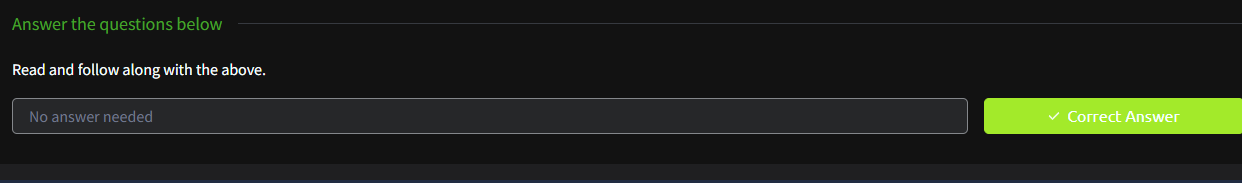 Answer the questions below
Read and follow along with the above.
No answer needed
Correct Answer